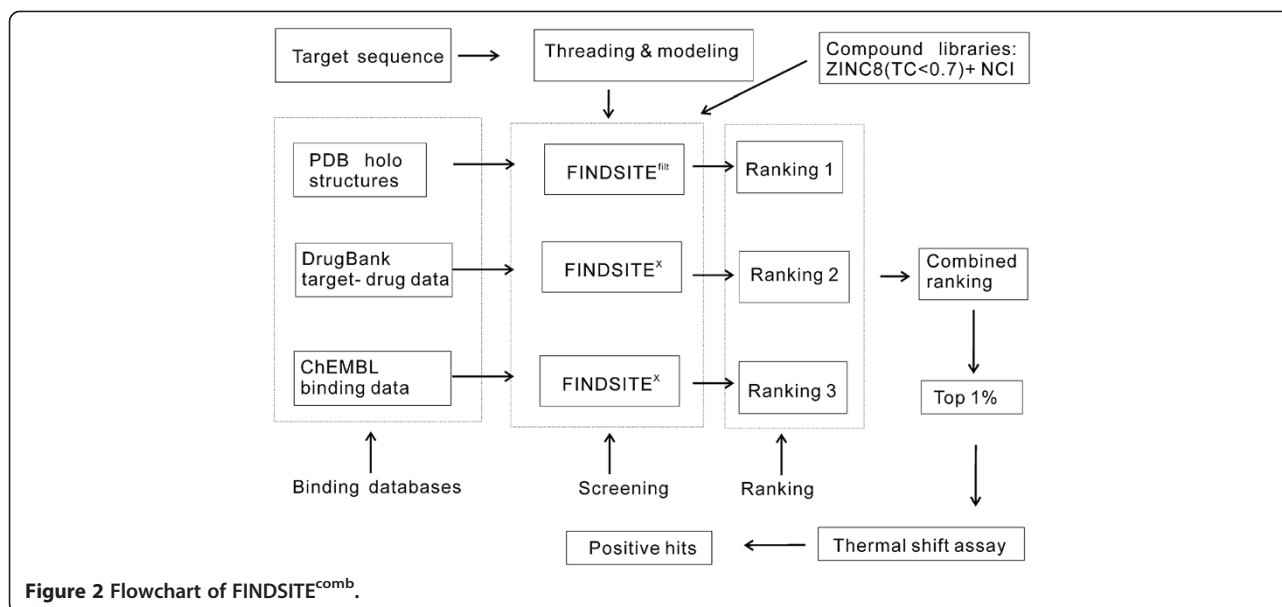 Target sequence
Threading & modeling
Compound libraries:
ZINC8(TC<0.7)+ NCI
PDB holo
structures
FINDSITE^filt
Ranking 1
DrugBank
target- drug data
FINDSITE^X
Ranking 2
Combined
ranking
ChEMBL
binding data
FINDSITE^X
Ranking 3
Top 1%
Binding databases
Screening
Ranking
Positive hits
Thermal shift assay
Figure 2 Flowchart of FINDSITE^comb.